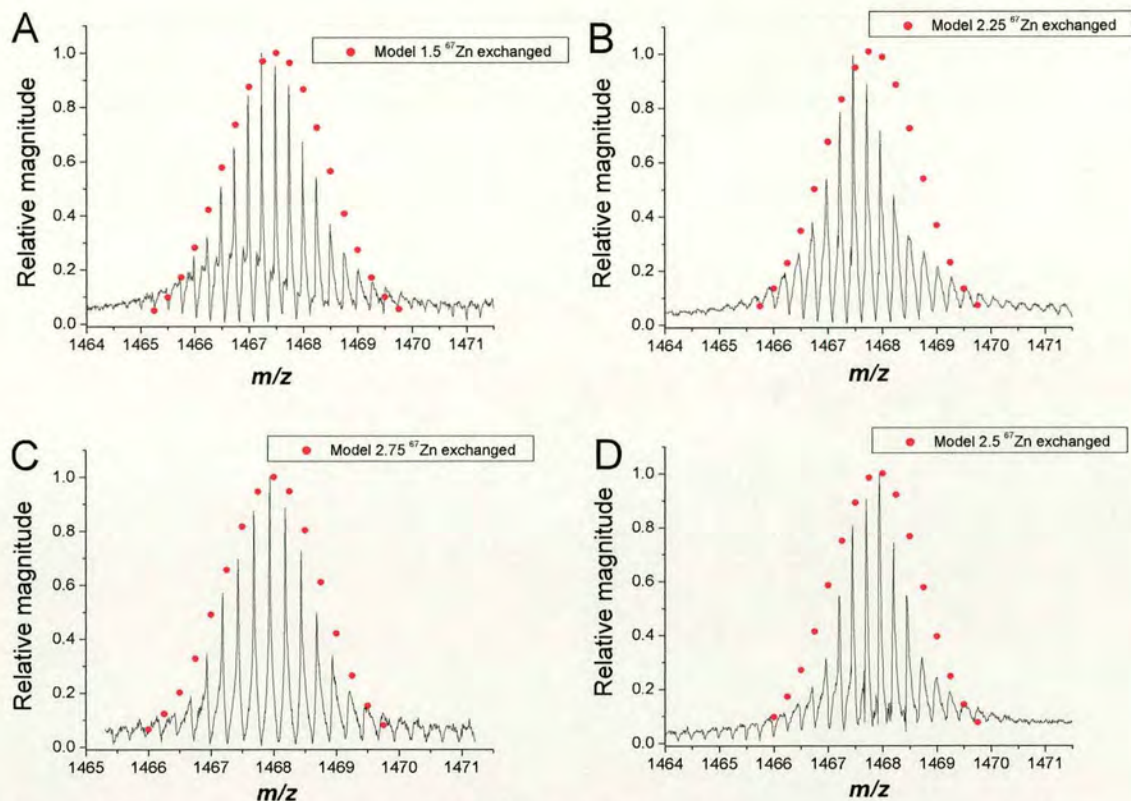 A
Model 1.5 ⁶⁷Zn exchanged
Relative magnitude
1.0
0.8
0.6
0.4
0.2
0.0
1464 1465 1466 1467 1468 1469 1470 1471
m/z
B
Model 2.25 ⁶⁷Zn exchanged
Relative magnitude
1.0
0.8
0.6
0.4
0.2
0.0
1464 1465 1466 1467 1468 1469 1470 1471
m/z
C
Model 2.75 ⁶⁷Zn exchanged
Relative magnitude
1.0
0.8
0.6
0.4
0.2
0.0
1465 1466 1467 1468 1469 1470 1471
m/z
D
Model 2.5 ⁶⁷Zn exchanged
Relative magnitude
1.0
0.8
0.6
0.4
0.2
0.0
1464 1465 1466 1467 1468 1469 1470 1471
m/z